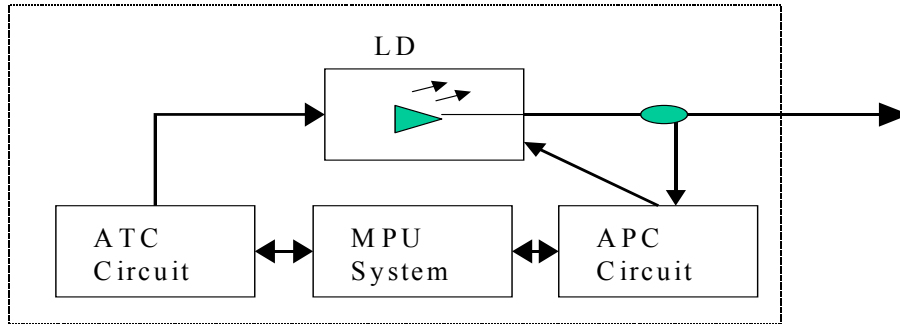 LD
ATC
Circuit
MPU
System
APC
Circuit